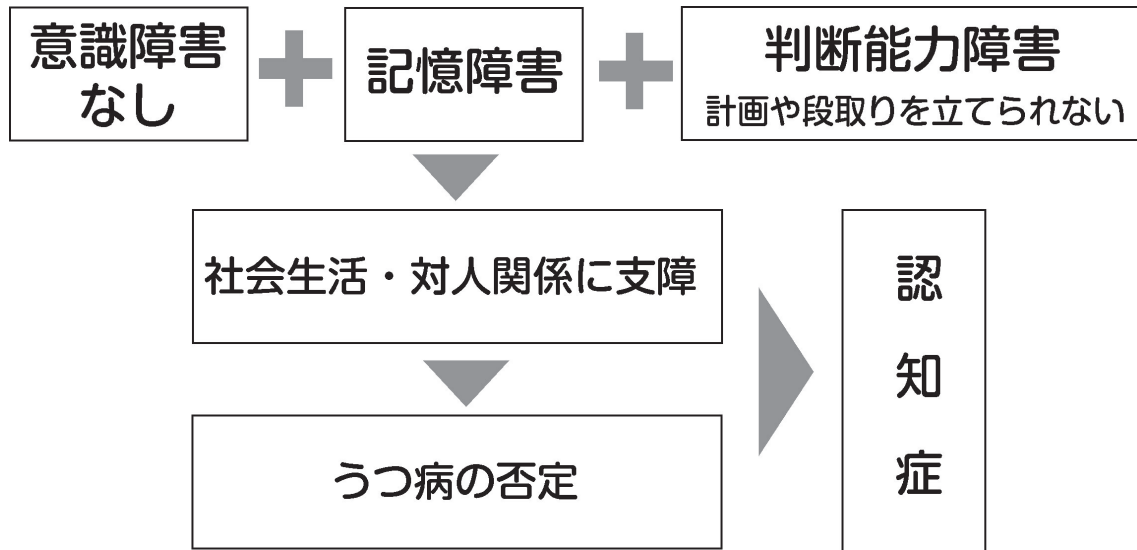 意識障害
なし
記憶障害
判断能力障害
計画や段取りを立てられない
社会生活・対人関係に支障
うつ病の否定
認知症